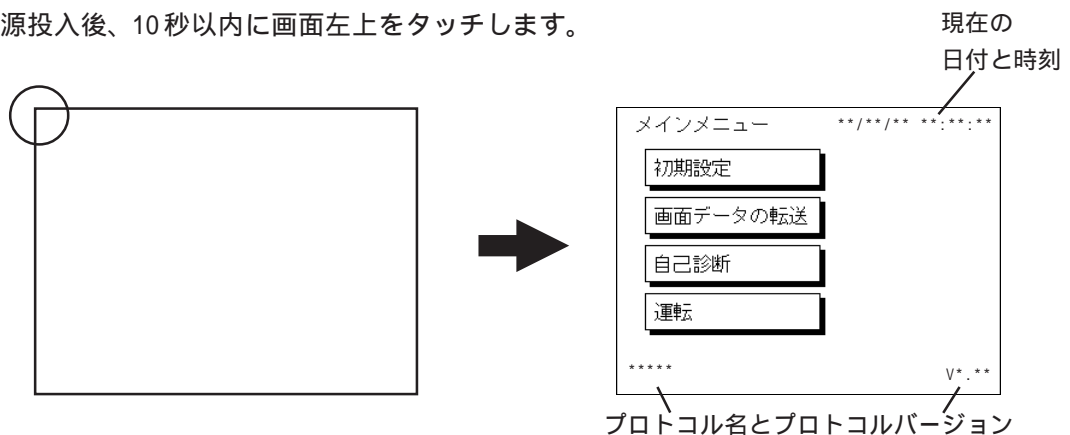 源投入後、10秒以内に画面左上をタッチします。
現在の
日付と時刻
メインメニュー **/**/** **:**:**
初期設定
画面データの転送
自己診断
運転
***** V*.**
プロトコル名とプロトコルバージョン